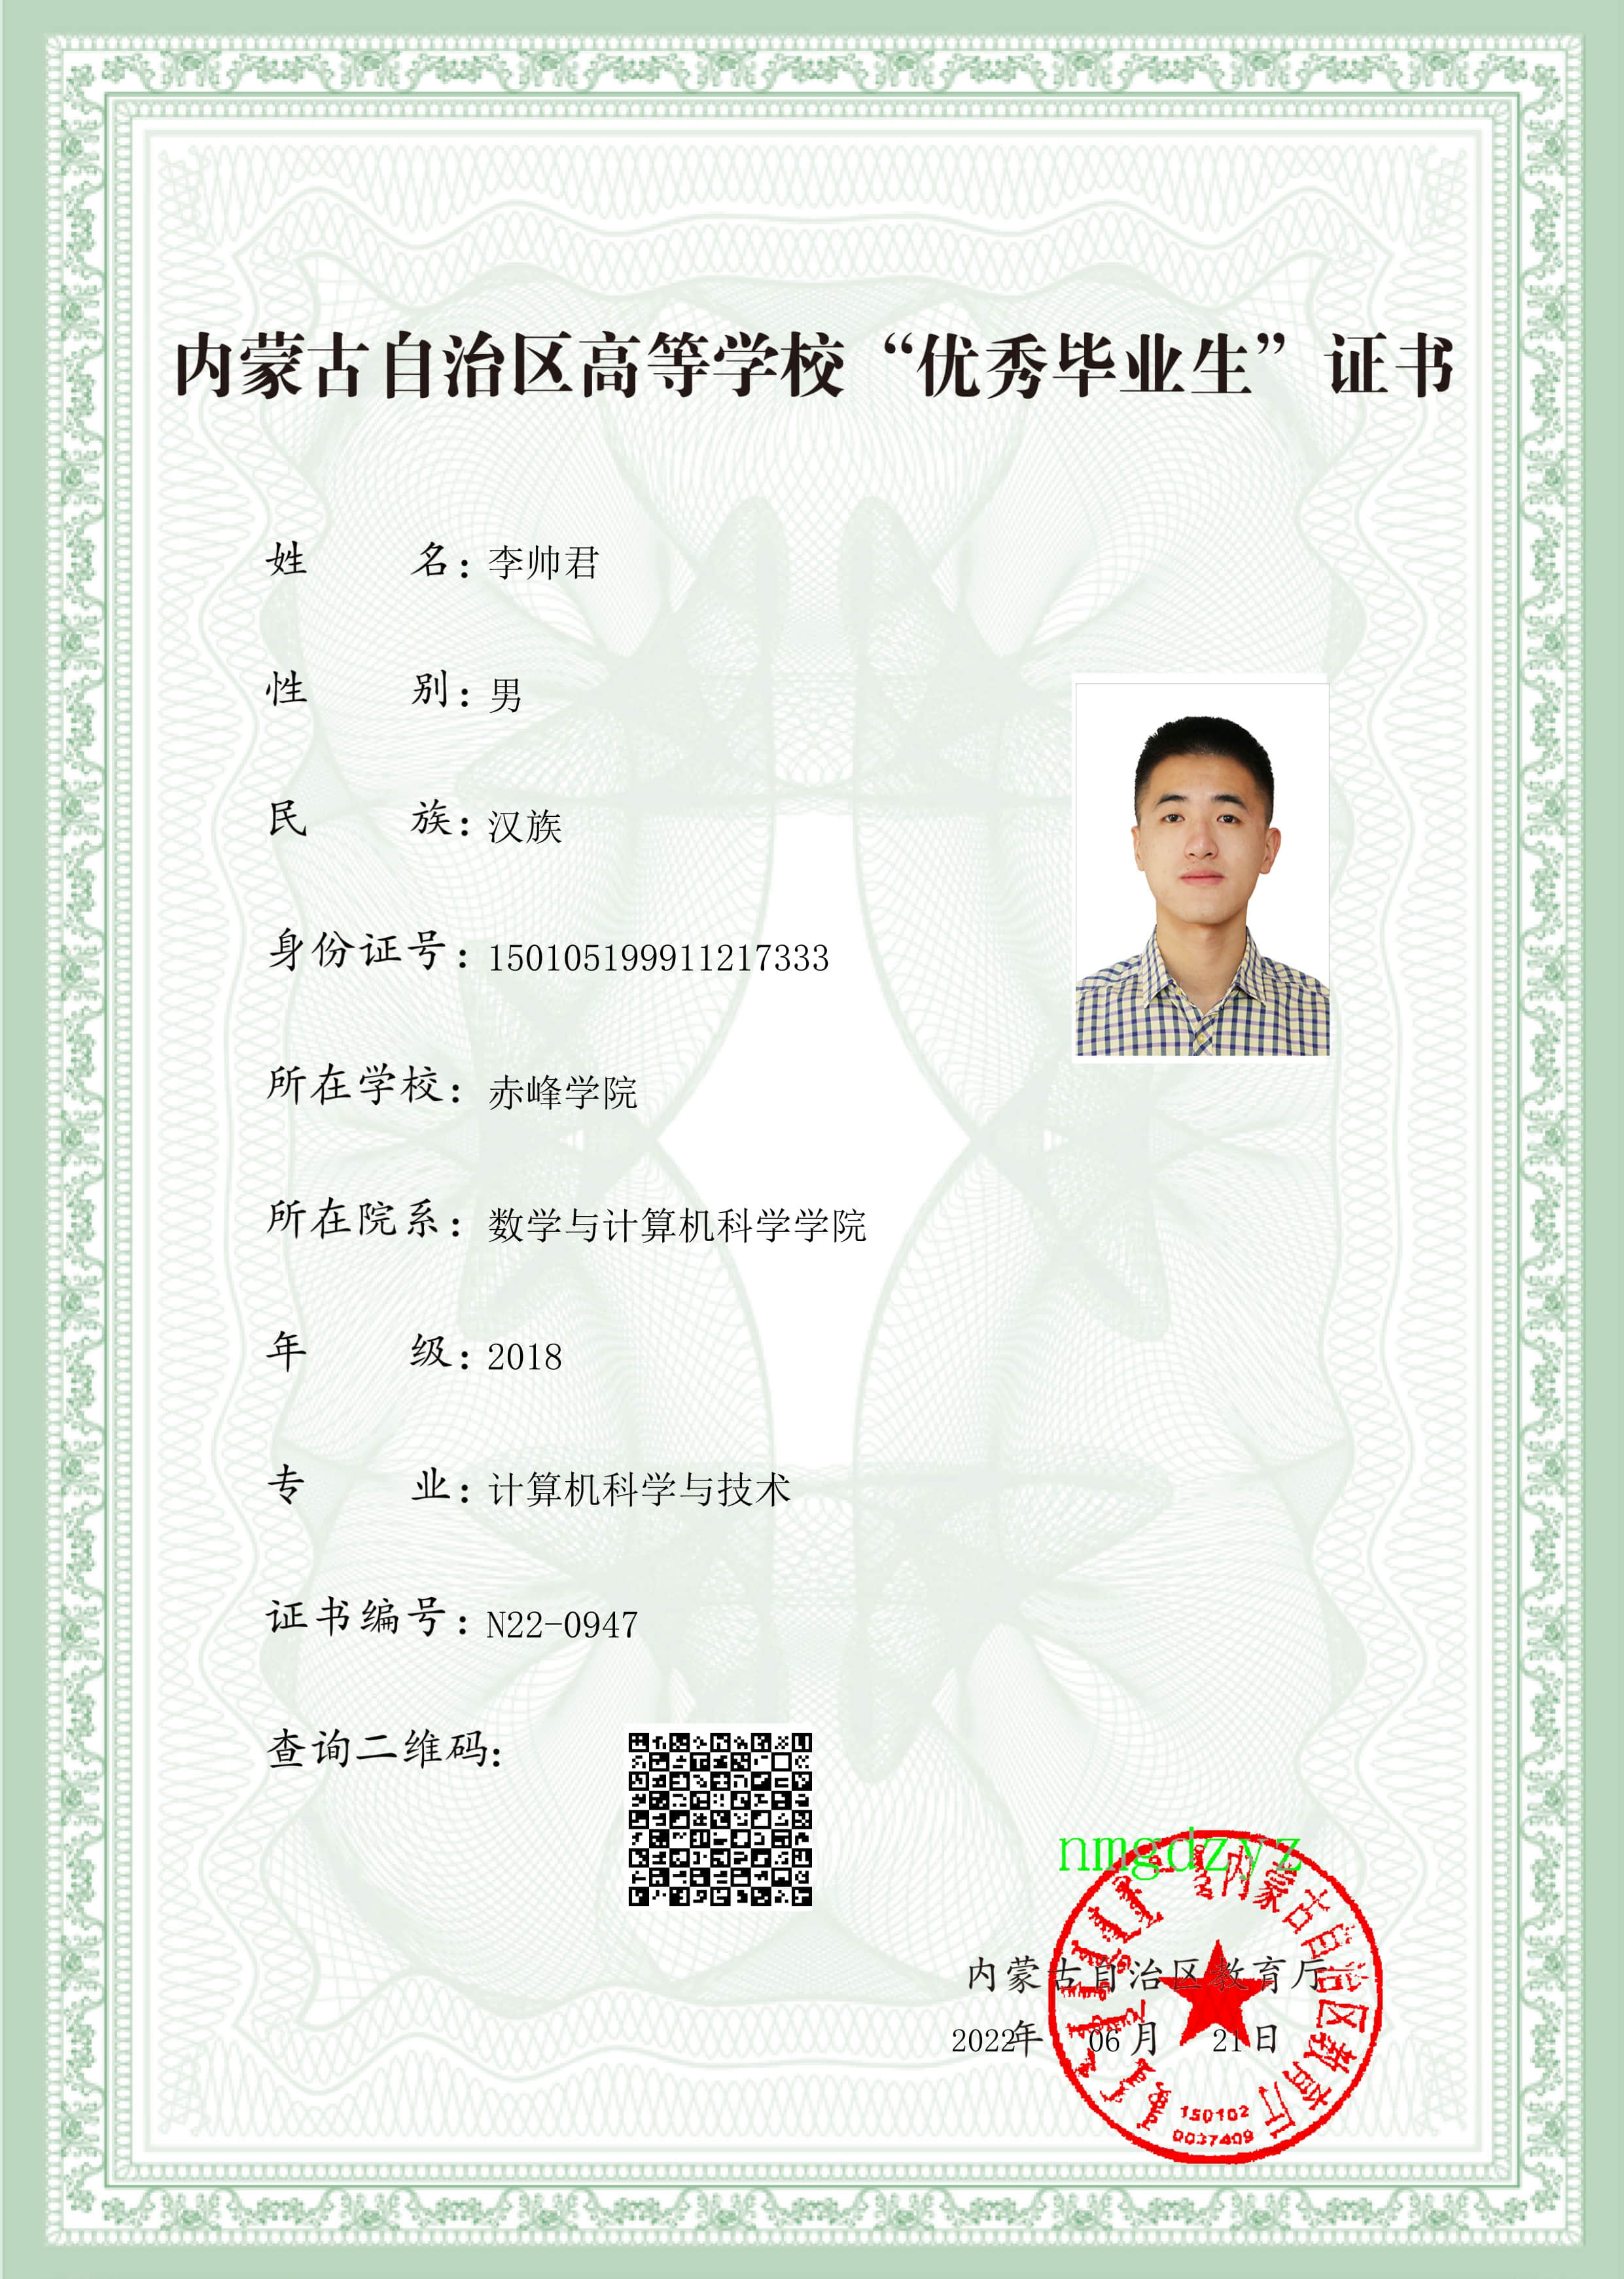 内蒙古自治区高等学校“优秀毕业生”证书
姓名：李帅君
性别：男
民族：汉族
身份证号：150105199911217333
所在学校：赤峰学院
所在院系：数学与计算机科学学院
年级：2018
专业：计算机科学与技术
证书编号：N22-0947
查询二维码：
nmgdzyz
内蒙古自治区教育厅
内蒙古自治区教育厅
2022年 06月 21日
150102
0037409